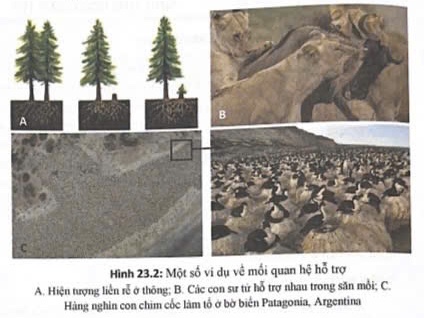 A
B
C
Hình 23.2: Một số ví dụ về mối quan hệ hỗ trợ
A. Hiện tượng liền rễ ở thông; B. Các con sư tử hỗ trợ nhau trong săn mồi; C.
Hàng nghìn con chim cốc làm tổ ở bờ biển Patagonia, Argentina